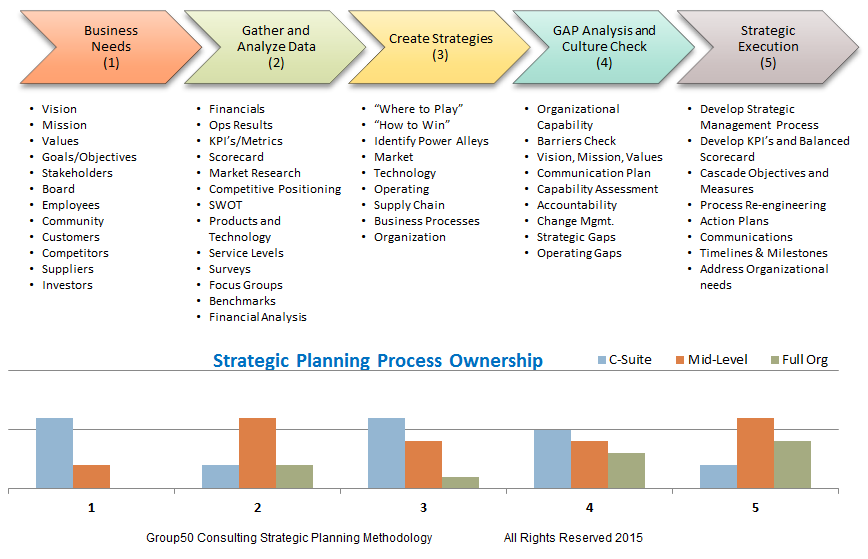 Business
Needs
(1)
Gather and
Analyze Data
(2)
Create Strategies
(3)
GAP Analysis and
Culture Check
(4)
Strategic
Execution
(5)
• Vision
• Mission
• Values
• Goals/Objectives
• Stakeholders
• Board
• Employees
• Community
• Customers
• Competitors
• Suppliers
• Investors
• Financials
• Ops Results
• KPI's/Metrics
• Scorecard
• Market Research
• Competitive Positioning
• SWOT
• Products and
Technology
• Service Levels
• Surveys
• Focus Groups
• Benchmarks
• Financial Analysis
• "Where to Play"
• "How to Win"
• Identify Power Alleys
• Market
• Technology
• Operating
• Supply Chain
• Business Processes
• Organization
• Organizational
Capability
• Barriers Check
• Vision, Mission, Values
• Communication Plan
• Capability Assessment
• Accountability
• Change Mgmt.
• Strategic Gaps
• Operating Gaps
• Develop Strategic
Management Process
• Develop KPI's and Balanced
Scorecard
• Cascade Objectives and
Measures
• Process Re-engineering
• Action Plans
• Communications
• Timelines & Milestones
• Address Organizational
needs
Strategic Planning Process Ownership
C-Suite
Mid-Level
Full Org
1
2
3
4
5
Group50 Consulting Strategic Planning Methodology
All Rights Reserved 2015